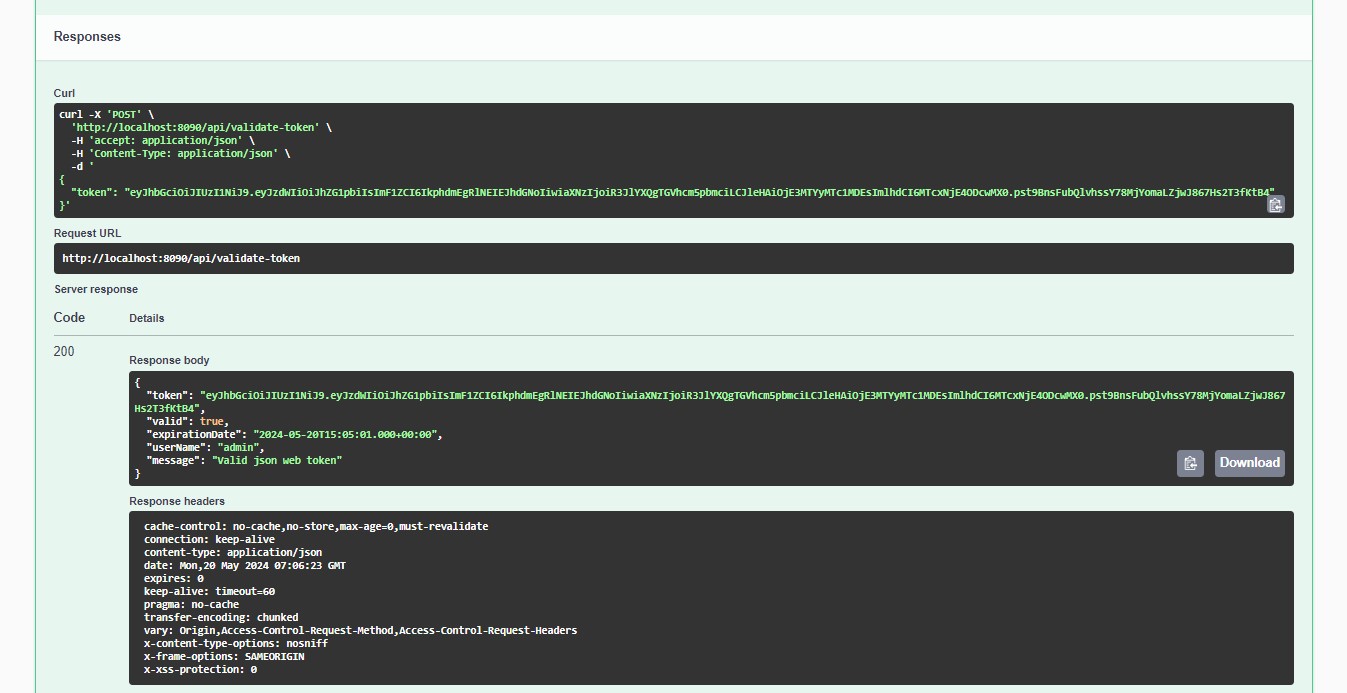 Responses
Curl
curl -X 'POST' \
'http://localhost:8090/api/validate-token' \
-H 'accept: application/json' \
-H 'Content-Type: application/json' \
-d '
{
"token": "eyJhbGciOiJIUzI1NiJ9.eyJzdWIiOiJhZG1pbiIsImF1ZCI6IkphdmEgRlNEIEJhdGNoIiwiaXNzIjoiR3JlYXQgTGVhcm5pbmciLCJleHAiOjE3MTYyMTc1MDEsImlhdCI6MTcxNjE4ODcwMX0.pst9BnsFubQlvhssY78MjYomaLZjwJ867Hs2T3fKtB4"
}'
Request URL
http://localhost:8090/api/validate-token
Server response
Code Details
200
Response body
{
"token": "eyJhbGciOiJIUzI1NiJ9.eyJzdWIiOiJhZG1pbiIsImF1ZCI6IkphdmEgRlNEIEJhdGNoIiwiaXNzIjoiR3JlYXQgTGVhcm5pbmciLCJleHAiOjE3MTYyMTc1MDEsImlhdCI6MTcxNjE4ODcwMX0.pst9BnsFubQlvhssY78MjYomaLZjwJ867
Hs2T3fKtB4",
"valid": true,
"expirationDate": "2024-05-20T15:05:01.000+00:00",
"userName": "admin",
"message": "Valid json web token"
}
Download
Response headers
cache-control: no-cache,no-store,max-age=0,must-revalidate
connection: keep-alive
content-type: application/json
date: Mon,20 May 2024 07:06:23 GMT
expires: 0
keep-alive: timeout=60
pragma: no-cache
transfer-encoding: chunked
vary: Origin,Access-Control-Request-Method,Access-Control-Request-Headers
x-content-type-options: nosniff
x-frame-options: SAMEORIGIN
x-xss-protection: 0